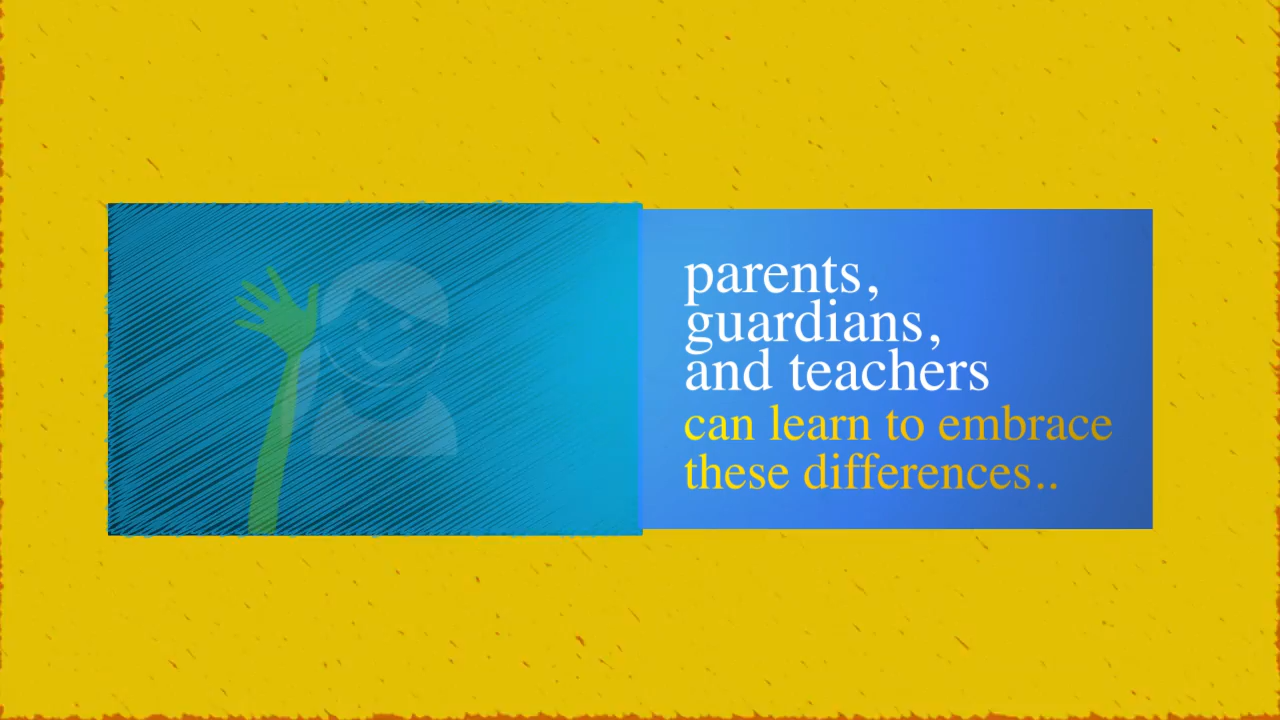 parents,
guardians,
and teachers
can learn to embrace
these differences..